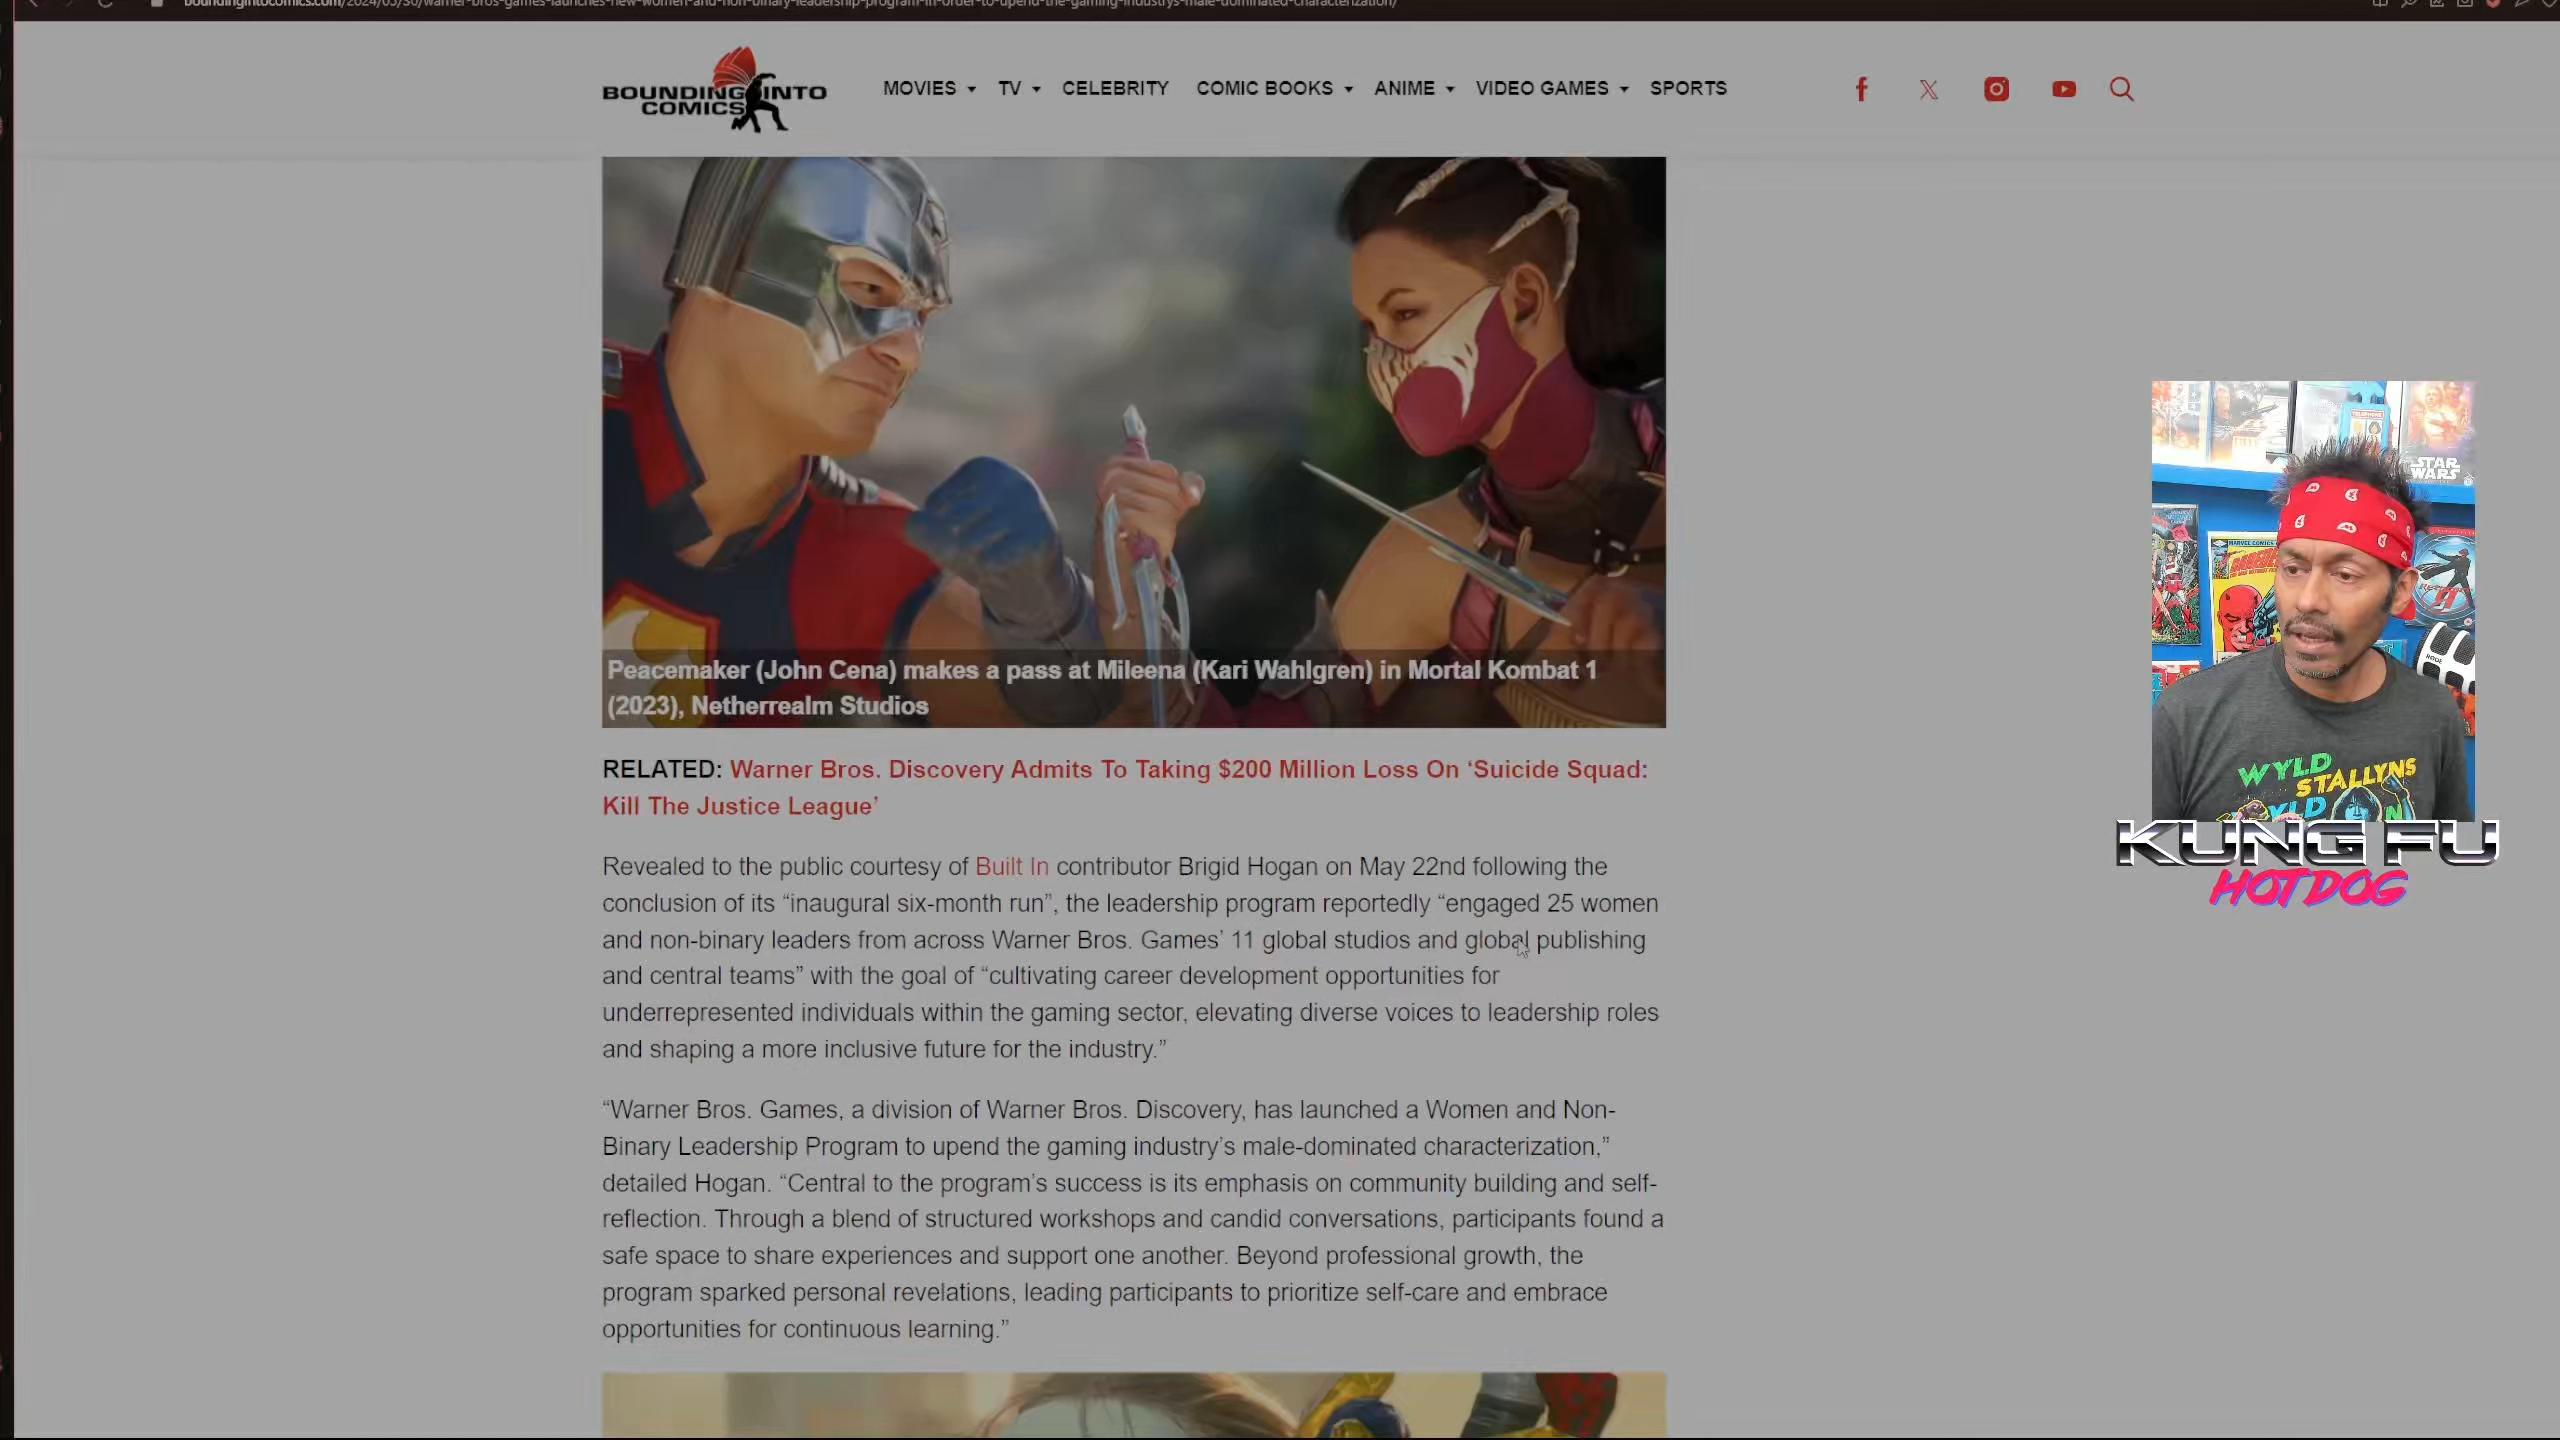 boundingintocomics.com/2024/05/30/warner-bros-games-launches-new-women-and-non-binary-leadership-program-in-order-to-upend-the-gaming-industrys-male-dominated-characterization/
BOUNDING INTO
COMICS
MOVIES TV CELEBRITY COMIC BOOKS ANIME VIDEO GAMES SPORTS
Peacemaker (John Cena) makes a pass at Mileena (Kari Wahlgren) in Mortal Kombat 1
(2023), Netherrealm Studios
RELATED: Warner Bros. Discovery Admits To Taking $200 Million Loss On ‘Suicide Squad:
Kill The Justice League’
Revealed to the public courtesy of Built In contributor Brigid Hogan on May 22nd following the
conclusion of its “inaugural six-month run”, the leadership program reportedly “engaged 25 women
and non-binary leaders from across Warner Bros. Games’ 11 global studios and global publishing
and central teams” with the goal of “cultivating career development opportunities for
underrepresented individuals within the gaming sector, elevating diverse voices to leadership roles
and shaping a more inclusive future for the industry.”
“Warner Bros. Games, a division of Warner Bros. Discovery, has launched a Women and Non-
Binary Leadership Program to upend the gaming industry’s male-dominated characterization,”
detailed Hogan. “Central to the program’s success is its emphasis on community building and self-
reflection. Through a blend of structured workshops and candid conversations, participants found a
safe space to share experiences and support one another. Beyond professional growth, the
program sparked personal revelations, leading participants to prioritize self-care and embrace
opportunities for continuous learning.”
TELEPHONE
STAR
WARS
MARVEL COMICS
RODE
WYLD
STALLYNS
KUNG FU
HOTDOG